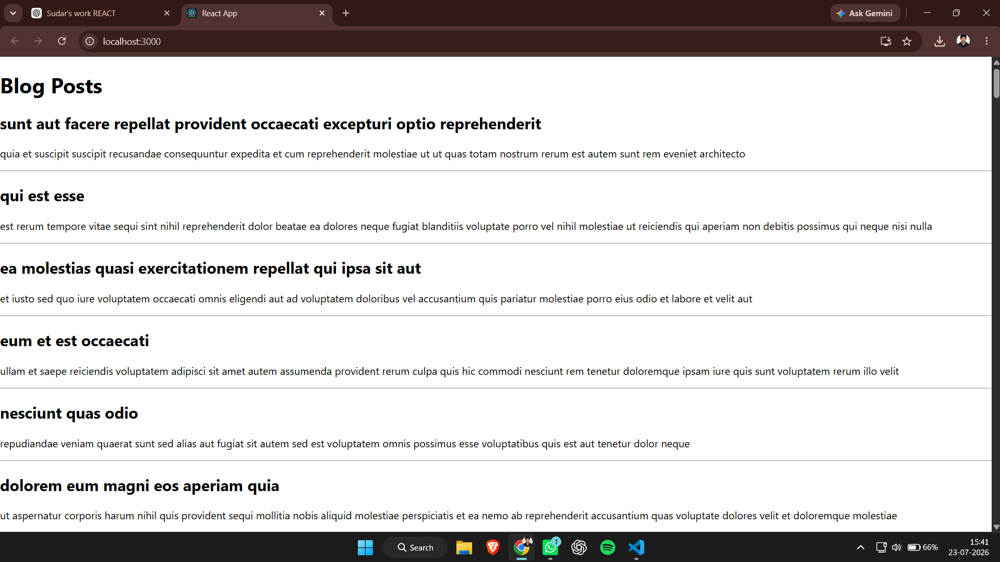 Sudar's work REACT
React App
Ask Gemini
localhost:3000
Blog Posts
sunt aut facere repellat provident occaecati excepturi optio reprehenderit
quia et suscipit suscipit recusandae consequuntur expedita et cum reprehenderit molestiae ut ut quas totam nostrum rerum est autem sunt rem eveniet architecto
qui est esse
est rerum tempore vitae sequi sint nihil reprehenderit dolor beatae ea dolores neque fugiat blanditiis voluptate porro vel nihil molestiae ut reiciendis qui aperiam non debitis possimus qui neque nisi nulla
ea molestias quasi exercitationem repellat qui ipsa sit aut
et iusto sed quo iure voluptatem occaecati omnis eligendi aut ad voluptatem doloribus vel accusantium quis pariatur molestiae porro eius odio et labore et velit aut
eum et est occaecati
ullam et saepe reiciendis voluptatem adipisci sit amet autem assumenda provident rerum culpa quis hic commodi nesciunt rem tenetur doloremque ipsam iure quis sunt voluptatem rerum illo velit
nesciunt quas odio
repudiandae veniam quaerat sunt sed alias aut fugiat sit autem sed est voluptatem omnis possimus esse voluptatibus quis est aut tenetur dolor neque
dolorem eum magni eos aperiam quia
ut aspernatur corporis harum nihil quis provident sequi mollitia nobis aliquid molestiae perspiciatis et ea nemo ab reprehenderit accusantium quas voluptate dolores velit et doloremque molestiae
Search
1
66%
15:41
23-07-2026